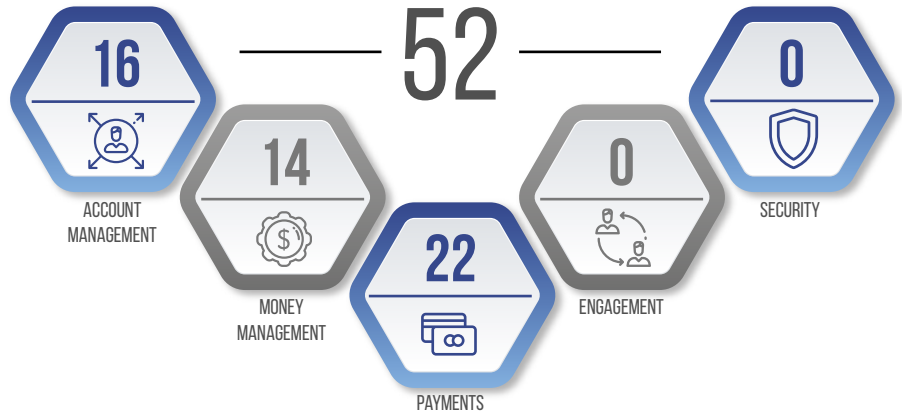 52
16
ACCOUNT
MANAGEMENT
14
$
MONEY
MANAGEMENT
22
PAYMENTS
0
ENGAGEMENT
0
SECURITY